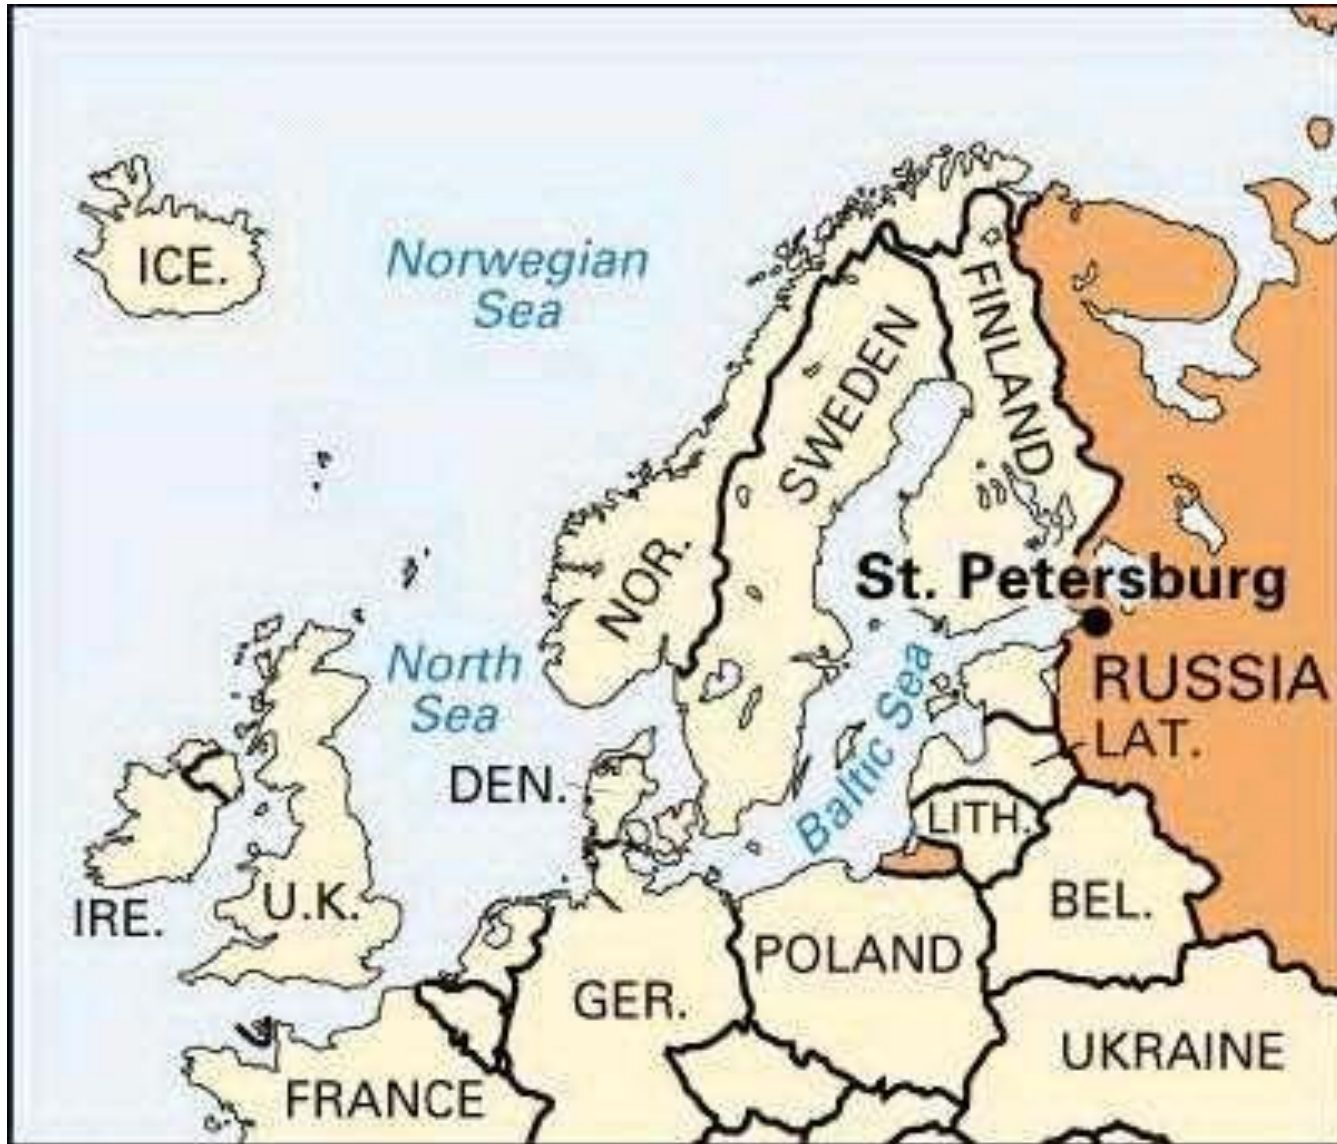 ICE.
Norwegian
Sea
FINLAND
SWEDEN
NOR.
St. Petersburg
North
Sea
RUSSIA
LAT.
DEN.
Baltic Sea
LITH.
IRE.
U.K.
BEL.
POLAND
GER.
UKRAINE
FRANCE